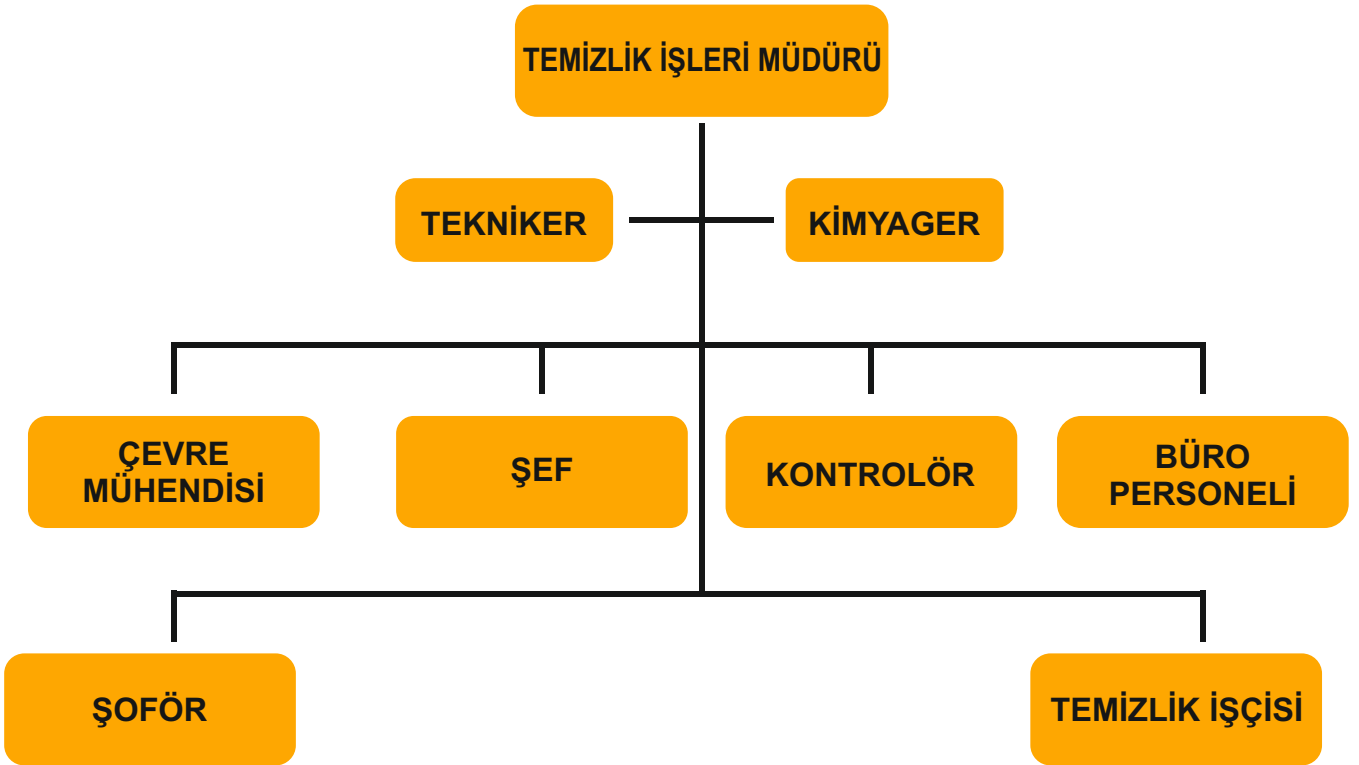 TEMİZLİK İŞLERİ MÜDÜRÜ
TEKNİKER
KİMYAGER
ÇEVRE
MÜHENDİSİ
ŞEF
KONTROLÖR
BÜRO
PERSONELİ
ŞOFÖR
TEMİZLİK İŞÇİSİ